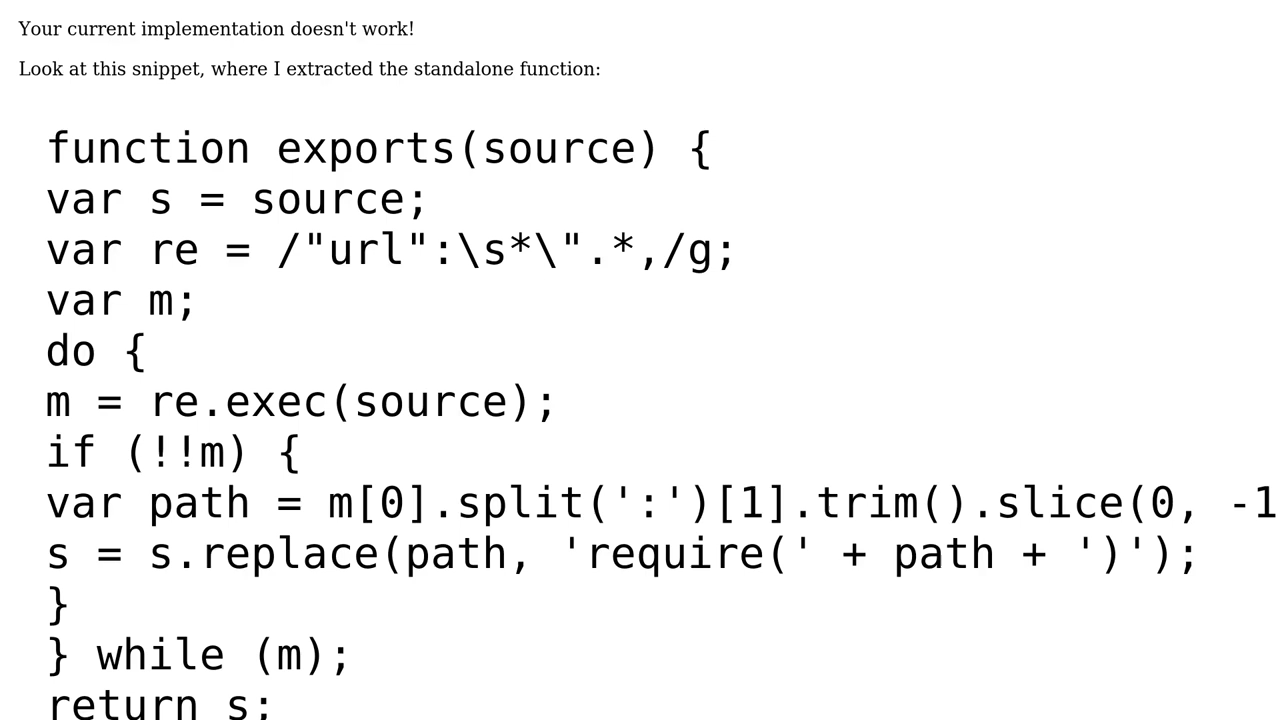 Your current implementation doesn't work!
Look at this snippet, where I extracted the standalone function:
function exports(source) {
var s = source;
var re = /"url":\s*\".*,/g;
var m;
do {
m = re.exec(source);
if (!!m) {
var path = m[0].split(':')[1].trim().slice(0, -1
s = s.replace(path, 'require(' + path + ')');
}
} while (m);
return s;